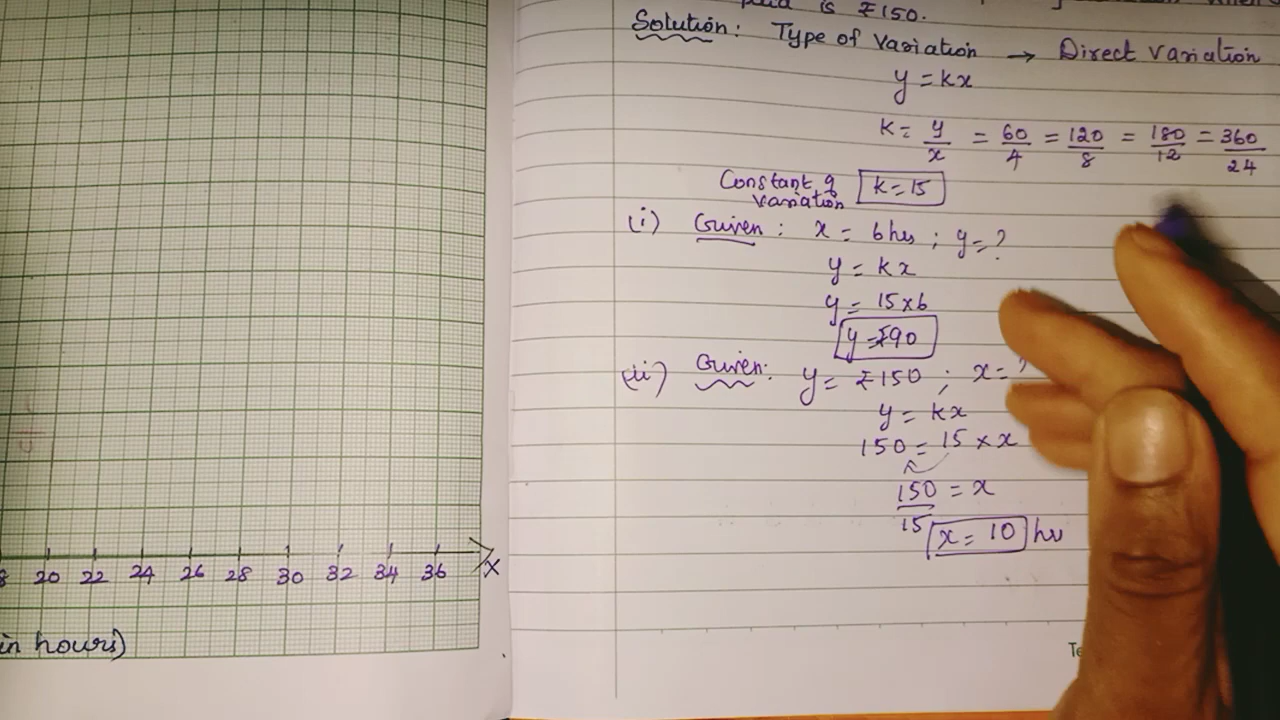 is ₹150.
Solution: Type of Variation → Direct variation
y = kx
K = y/x = 60/4 = 120/8 = 180/12 = 360/24
Constant of variation K = 15
(i) Given: x = 6 hrs ; y = ?
y = kx
y = 15 x 6
y = ₹90
(ii) Given: y = ₹150 ; x = ?
y = kx
150 = 15 x x
150/15 = x
x = 10 hrs
20 22 24 26 28 30 32 34 36 X
in hours)